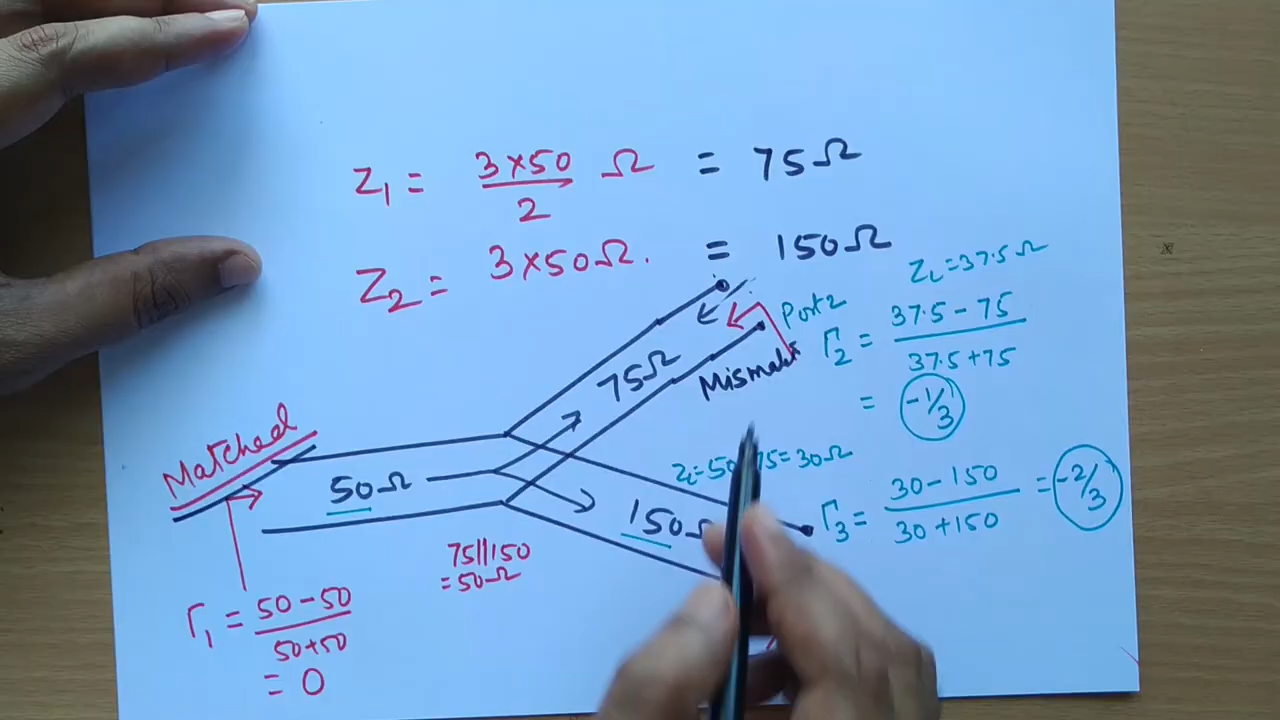 Z1 = 3×50/2 Ω = 75Ω
Z2 = 3×50Ω. = 150Ω
ZL=37.5Ω
Port2
Γ2 = 37.5-75/37.5+75
= -1/3
75Ω
Matched
50Ω
150Ω
Γ3= 30-150/30+150 = -2/3
75||150
=50Ω
Γ1 = 50-50/50+50
= 0